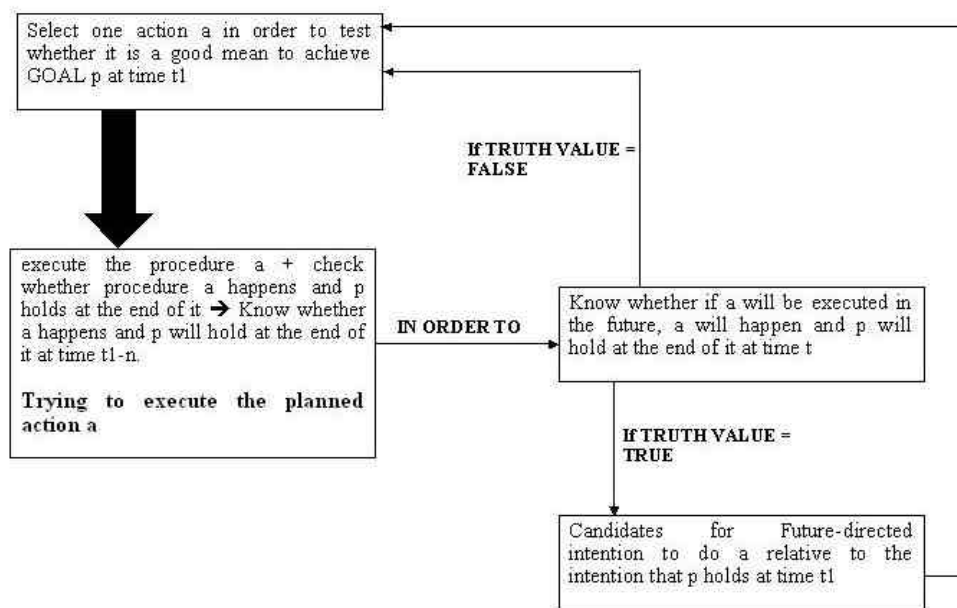 Select one action a in order to test
whether it is a good mean to achieve
GOAL p at time t1
If TRUTH VALUE =
FALSE
execute the procedure a + check
whether procedure a happens and p
holds at the end of it ➔ Know whether
a happens and p will hold at the end of
it at time t1-n.
Trying to execute the planned
action a
IN ORDER TO
Know whether if a will be executed in
the future, a will happen and p will
hold at the end of it at time t
If TRUTH VALUE =
TRUE
Candidates for Future-directed
intention to do a relative to the
intention that p holds at time t1